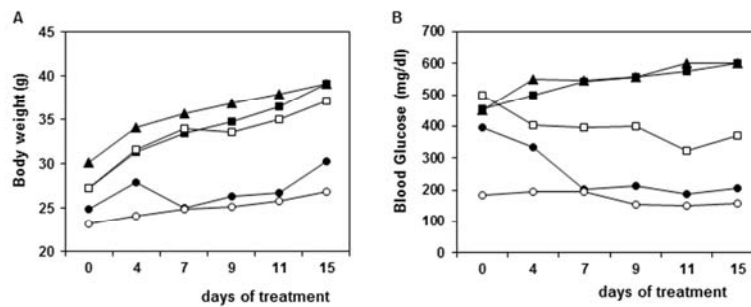 A
Body weight (g)
45
40
35
30
25
20
0 4 7 9 11 15
days of treatment
B
Blood Glucose (mg/dl)
700
600
500
400
300
200
100
0
0 4 7 9 11 15
days of treatment